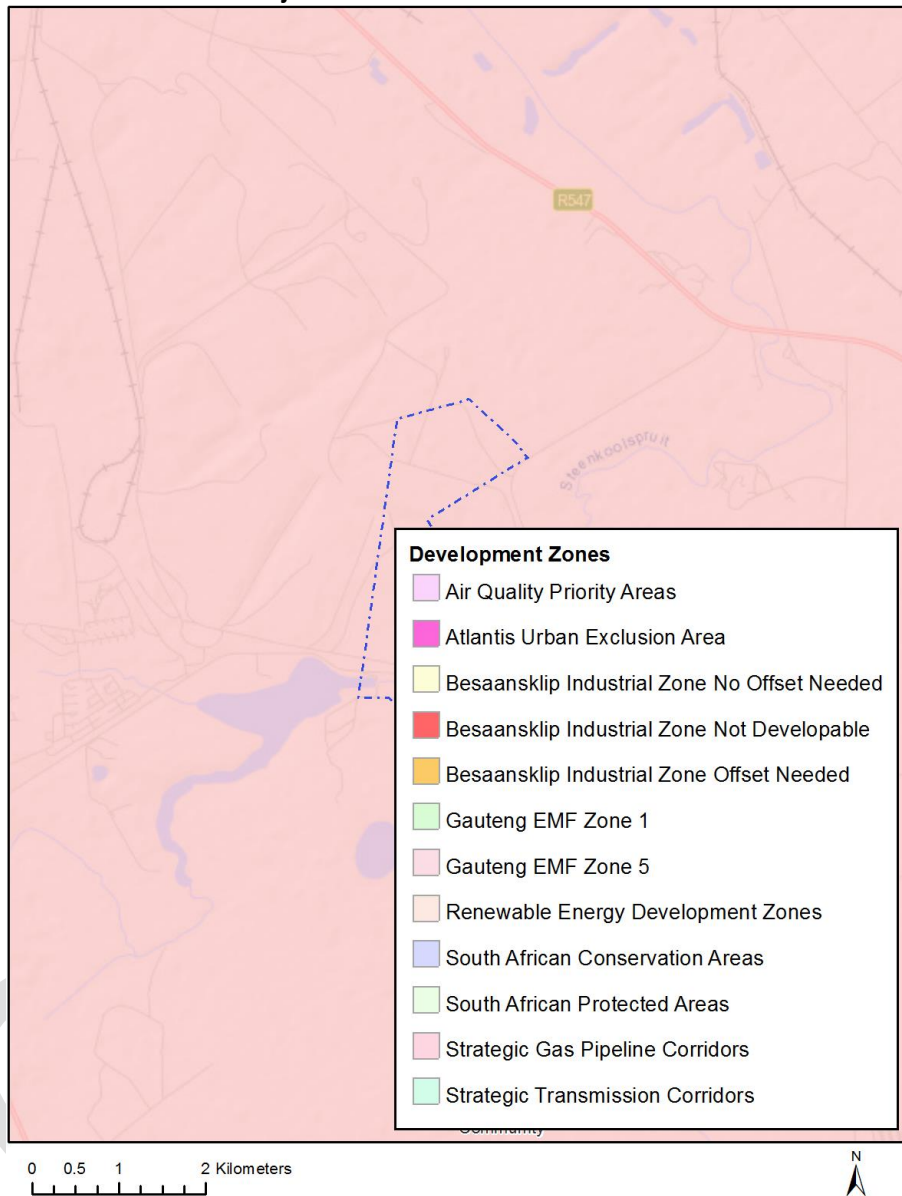 R547
Steenkoolspruit
Development Zones
Air Quality Priority Areas
Atlantis Urban Exclusion Area
Besaansklip Industrial Zone No Offset Needed
Besaansklip Industrial Zone Not Developable
Besaansklip Industrial Zone Offset Needed
Gauteng EMF Zone 1
Gauteng EMF Zone 5
Renewable Energy Development Zones
South African Conservation Areas
South African Protected Areas
Strategic Gas Pipeline Corridors
Strategic Transmission Corridors
0 0.5 1 2 Kilometers
N